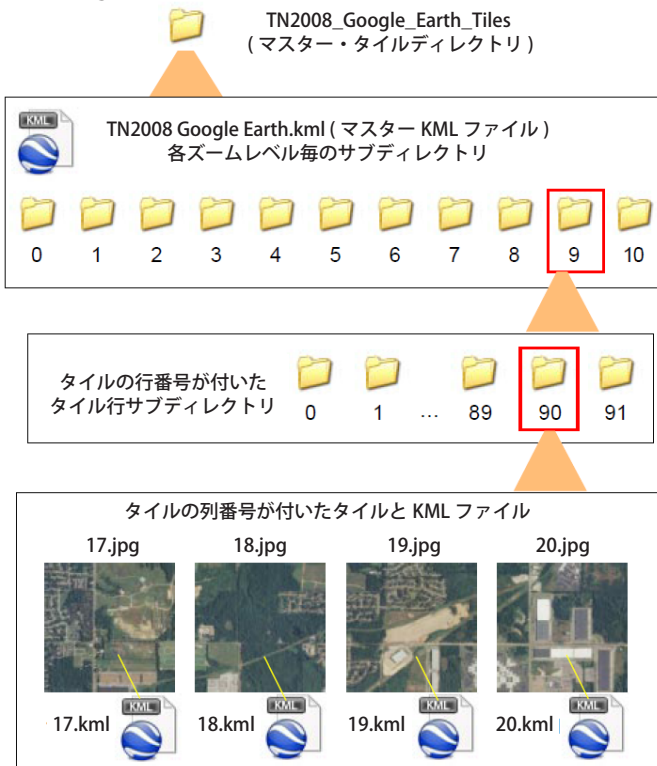 TN2008_Google_Earth_Tiles
( マスター・タイルディレクトリ )
KML
TN2008 Google Earth.kml ( マスター KML ファイル )
各ズームレベル毎のサブディレクトリ
0 1 2 3 4 5 6 7 8 9 10
タイルの行番号が付いた
タイル行サブディレクトリ
0 1 … 89 90 91
タイルの列番号が付いたタイルと KML ファイル
17.jpg 18.jpg 19.jpg 20.jpg
KML KML KML KML
17.kml 18.kml 19.kml 20.kml